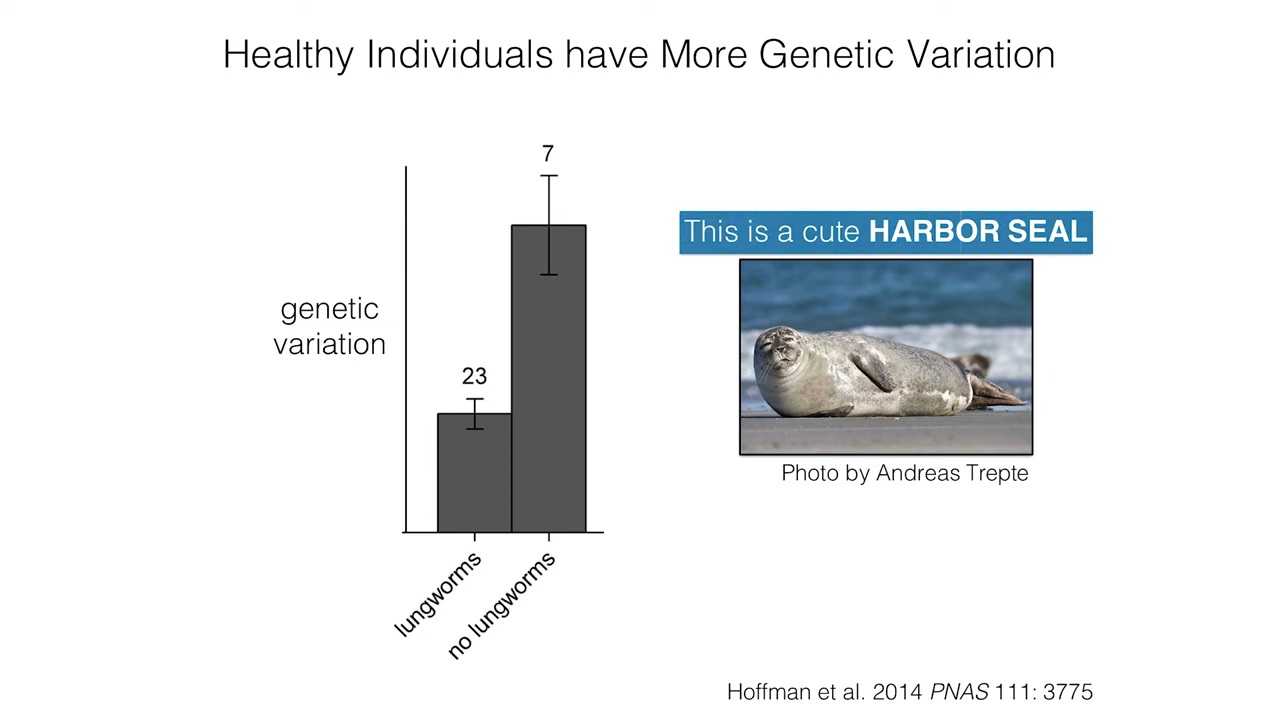 Healthy Individuals have More Genetic Variation
7
23
genetic
variation
lungworms
no lungworms
This is a cute HARBOR SEAL
Photo by Andreas Trepte
Hoffman et al. 2014 PNAS 111: 3775